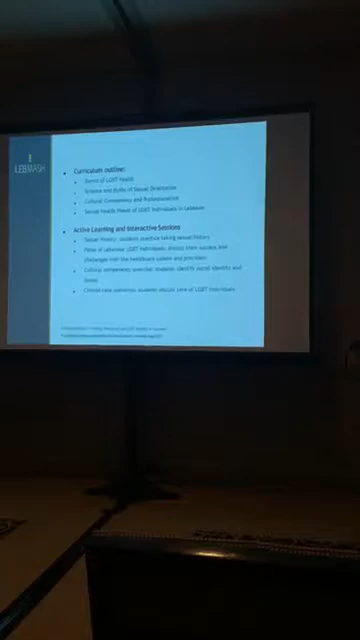 LEBMASH
Curriculum outline:
Terms of LGBT Health
Science and Myths of Sexual Orientation
Cultural Competency and Professionalism
Sexual Health Needs of LGBT Individuals in Lebanon
Active Learning and Interactive Sessions
Sexual History: students practice taking sexual history
Panel of Lebanese LGBT individuals: discuss their success and
challenges with the healthcare system and providers
Cultural competency exercise: students identify social identity and
Clinical case scenarios: students discuss care of LGBT individuals